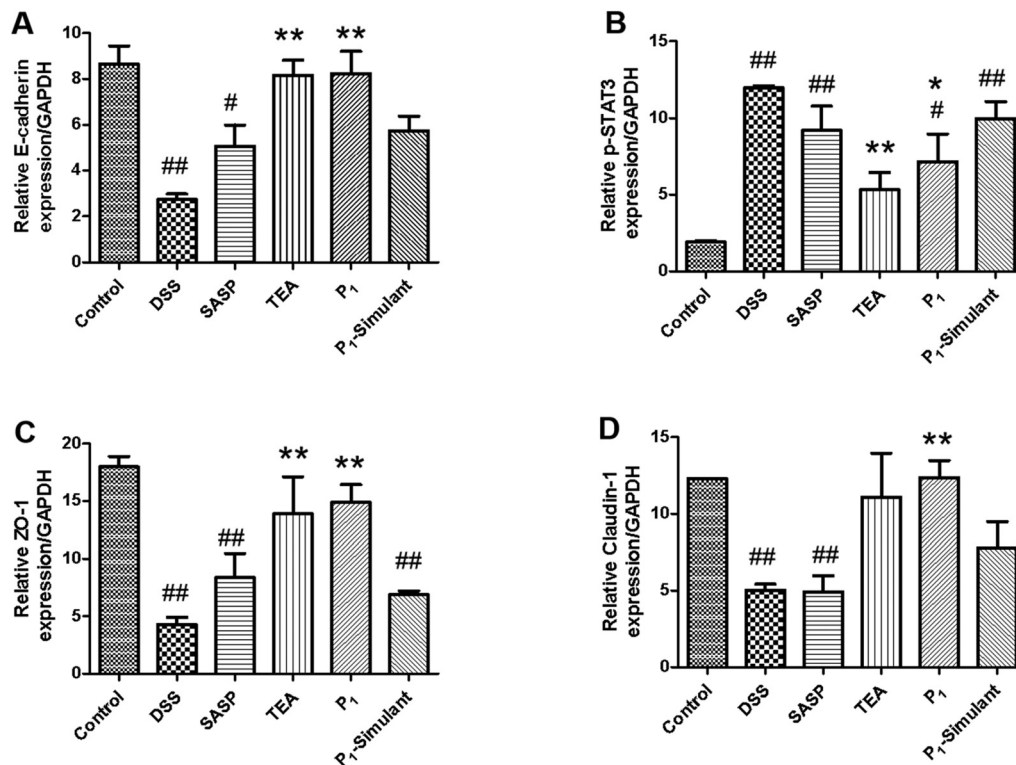 A
Relative E-cadherin
expression/GAPDH
10
8
6
4
2
0
##
#
**
**
Control
DSS
SASP
TEA
P₁
P₁-Simulant
B
Relative p-STAT3
expression/GAPDH
15
10
5
0
##
##
**
*
#
##
Control
DSS
SASP
TEA
P₁
P₁-Simulant
C
Relative ZO-1
expression/GAPDH
20
15
10
5
0
##
##
**
**
##
Control
DSS
SASP
TEA
P₁
P₁-Simulant
D
Relative Claudin-1
expression/GAPDH
15
10
5
0
##
##
**
Control
DSS
SASP
TEA
P₁
P₁-Simulant